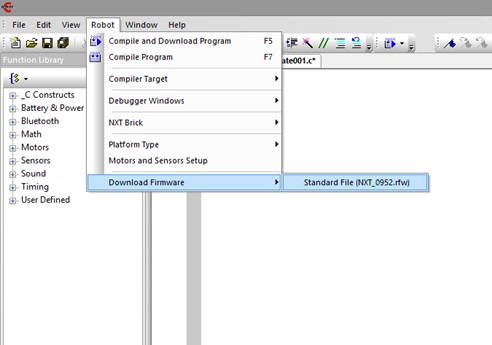 File Edit View Robot Window Help
Compile and Download Program F5
Function Library
ate001.c*
Compile Program F7
_C Constructs
Compiler Target
Battery & Power
Debugger Windows
Bluetooth
Math
NXT Brick
Motors
Sensors
Platform Type
Sound
Motors and Sensors Setup
Timing
Download Firmware
Standard File (NXT_0952.rfw)
User Defined